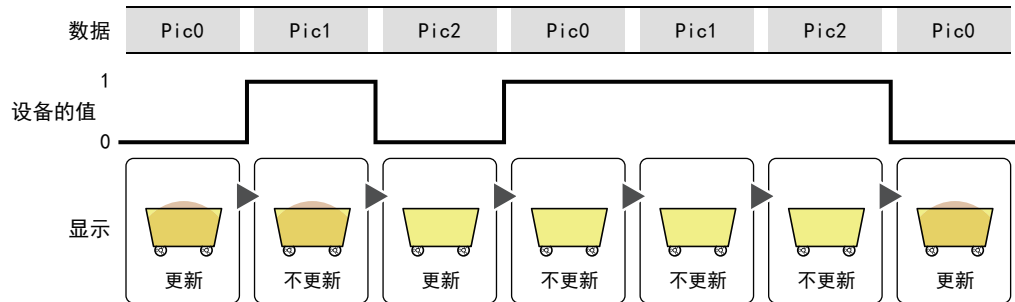 数据 Pic0 Pic1 Pic2 Pic0 Pic1 Pic2 Pic0
1
设备的值
0
显示
更新 不更新 更新 不更新 不更新 不更新 更新